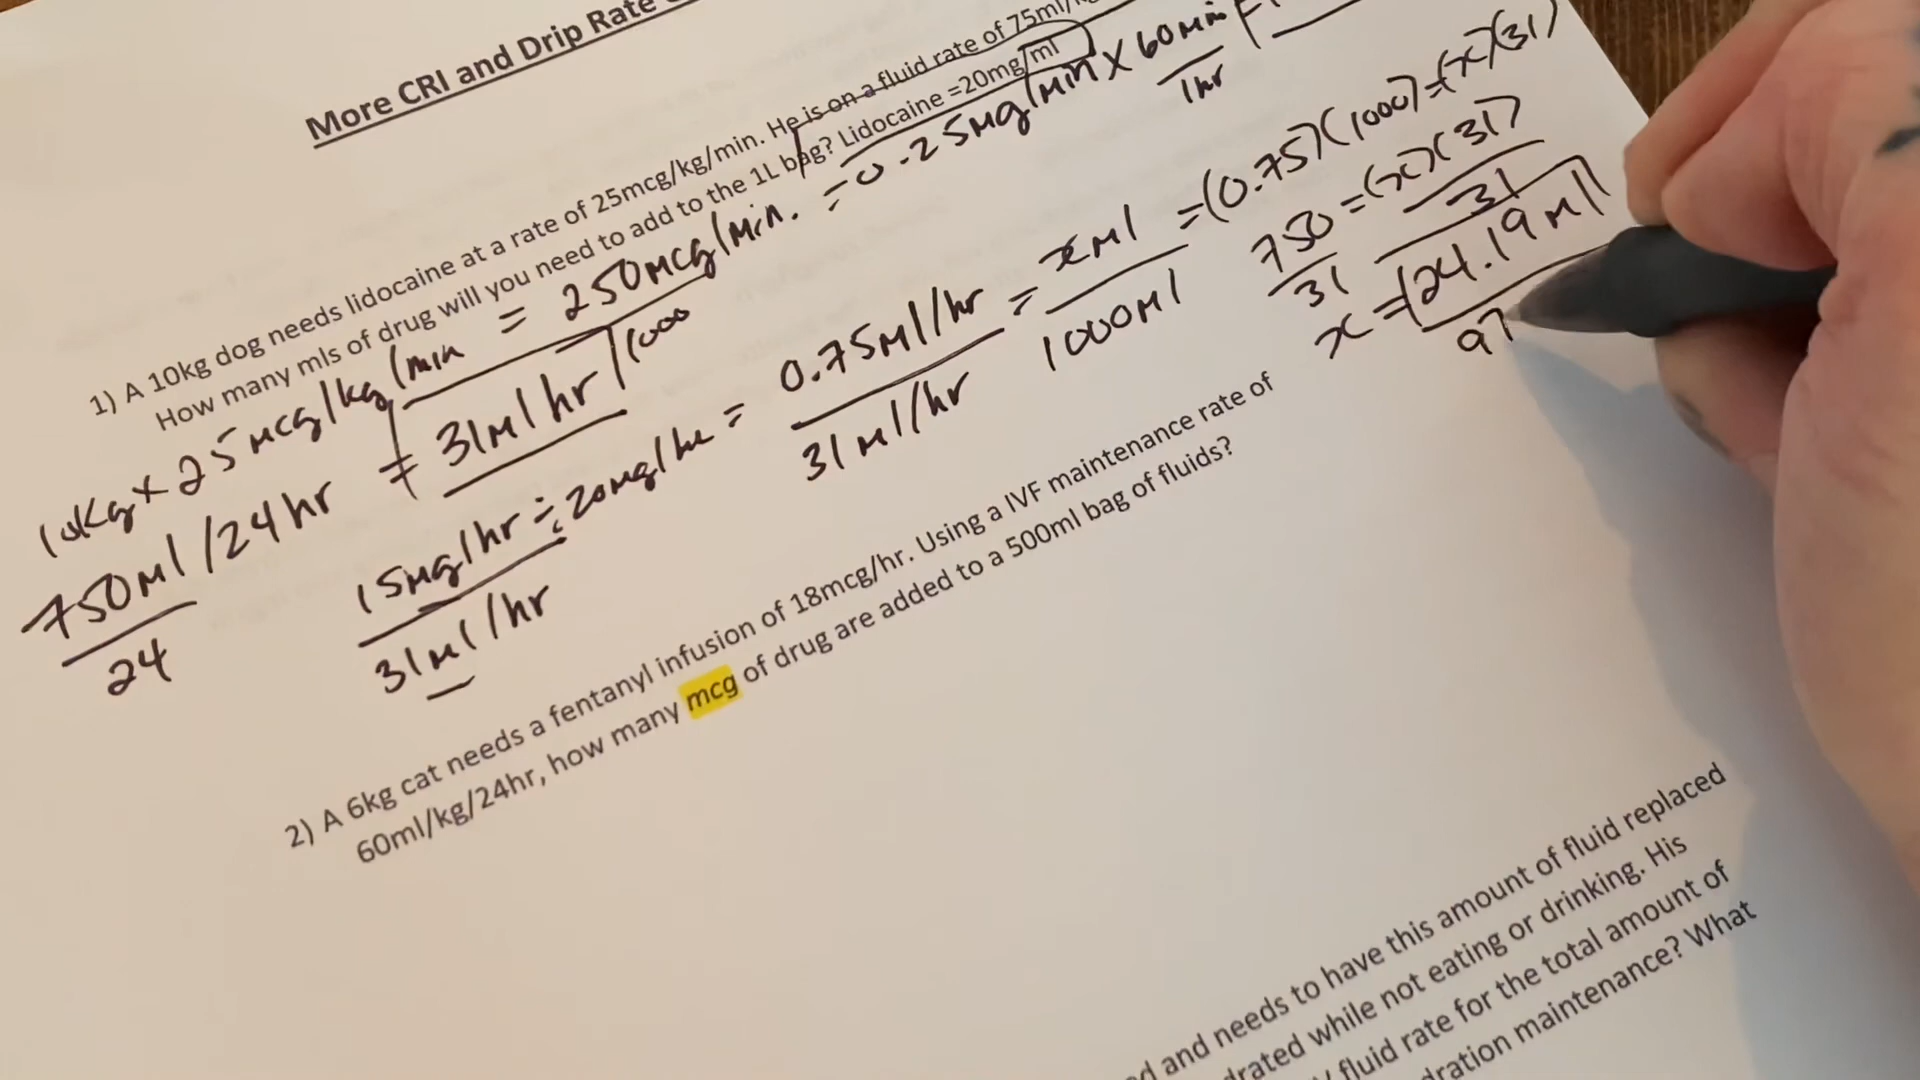 More CRI and Drip Rate
1) A 10kg dog needs lidocaine at a rate of 25mcg/kg/min. He is on a fluid rate of 75ml/
How many mls of drug will you need to add to the 1L bag? Lidocaine =20mg/ml
10kg x 25mcg/kg/min = 250mcg/min. = 0.25mg/min x 60min
1000
1hr
750ml/24hr = 31ml/hr
24
15mg/hr ÷ 20mg/hr = 0.75ml/hr = x ml = (0.75)(1000) = (x)(31)
31ml/hr
31ml/hr
1000ml
750 = (x)(31)
31
31
x = 24.19ml
97
2) A 6kg cat needs a fentanyl infusion of 18mcg/hr. Using a IVF maintenance rate of
60ml/kg/24hr, how many mcg of drug are added to a 500ml bag of fluids?
and needs to have this amount of fluid replaced
drated while not eating or drinking. His
fluid rate for the total amount of
dration maintenance? What